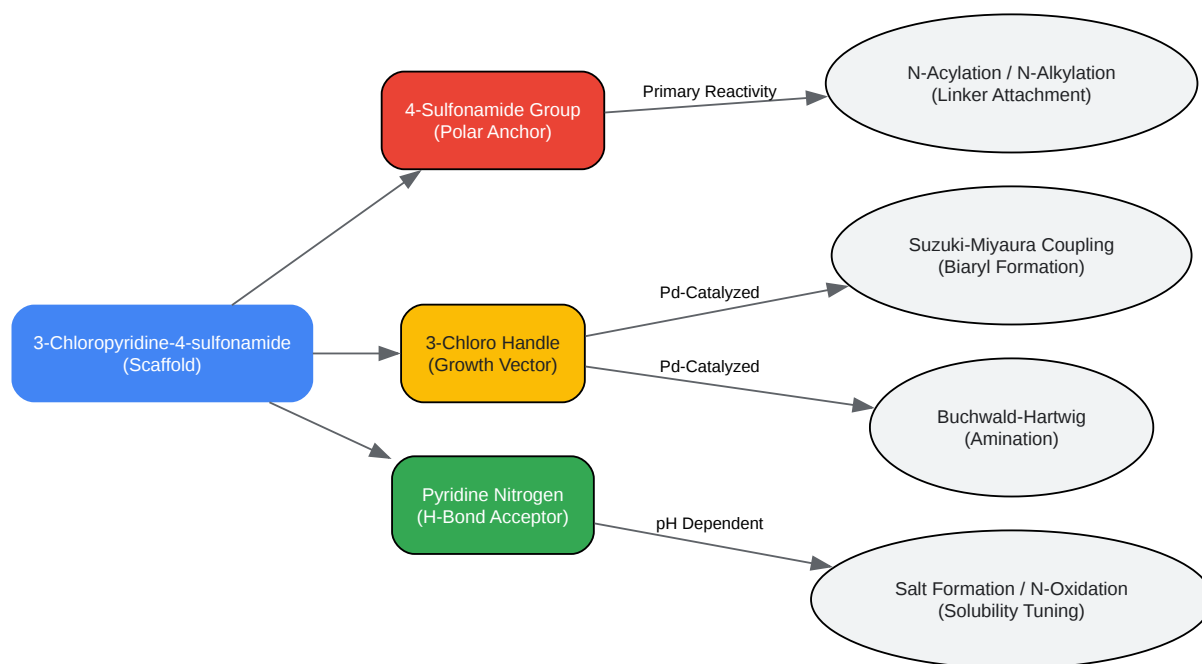 3-Chloropyridine-4-sulfonamide
(Scaffold)
4-Sulfonamide Group
(Polar Anchor)
3-Chloro Handle
(Growth Vector)
Pyridine Nitrogen
(H-Bond Acceptor)
Primary Reactivity
Pd-Catalyzed
Pd-Catalyzed
pH Dependent
N-Acylation / N-Alkylation
(Linker Attachment)
Suzuki-Miyaura Coupling
(Biaryl Formation)
Buchwald-Hartwig
(Amination)
Salt Formation / N-Oxidation
(Solubility Tuning)